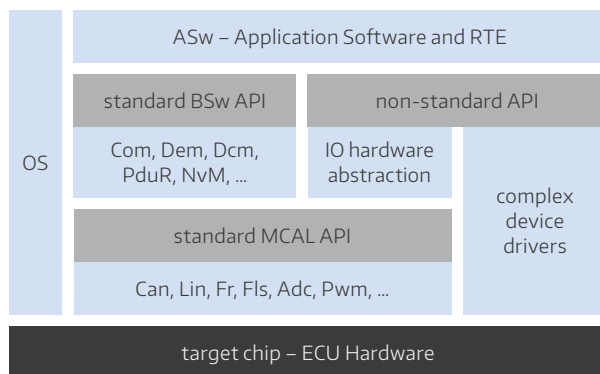 ASw – Application Software and RTE
standard BSw API
non-standard API
OS
Com, Dem, Dcm,
PduR, NvM, ...
IO hardware
abstraction
complex
device
drivers
standard MCAL API
Can, Lin, Fr, Fls, Adc, Pwm, ...
target chip – ECU Hardware